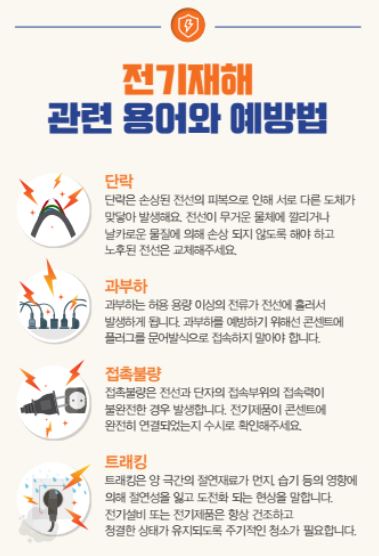 전기재해
관련 용어와 예방법
단락
단락은 손상된 전선의 피복으로 인해 서로 다른 도체가
맞닿아 발생해요. 전선이 무거운 물체에 깔리거나
날카로운 물질에 의해 손상 되지 않도록 해야 하고
노후된 전선은 교체해주세요.
과부하
과부하는 허용 용량 이상의 전류가 전선에 흘러서
발생하게 됩니다. 과부하를 예방하기 위해선 콘센트에
플러그를 문어발식으로 접속하지 말아야 합니다.
접촉불량
접촉불량은 전선과 단자의 접속부위의 접속력이
불완전한 경우 발생합니다. 전기제품이 콘센트에
완전히 연결되었는지 수시로 확인해주세요.
트래킹
트래킹은 양 극간의 절연재료가 먼지, 습기 등의 영향에
의해 절연성을 잃고 도전화 되는 현상을 말합니다.
전기설비 또는 전기제품은 항상 건조하고
청결한 상태가 유지되도록 주기적인 청소가 필요합니다.